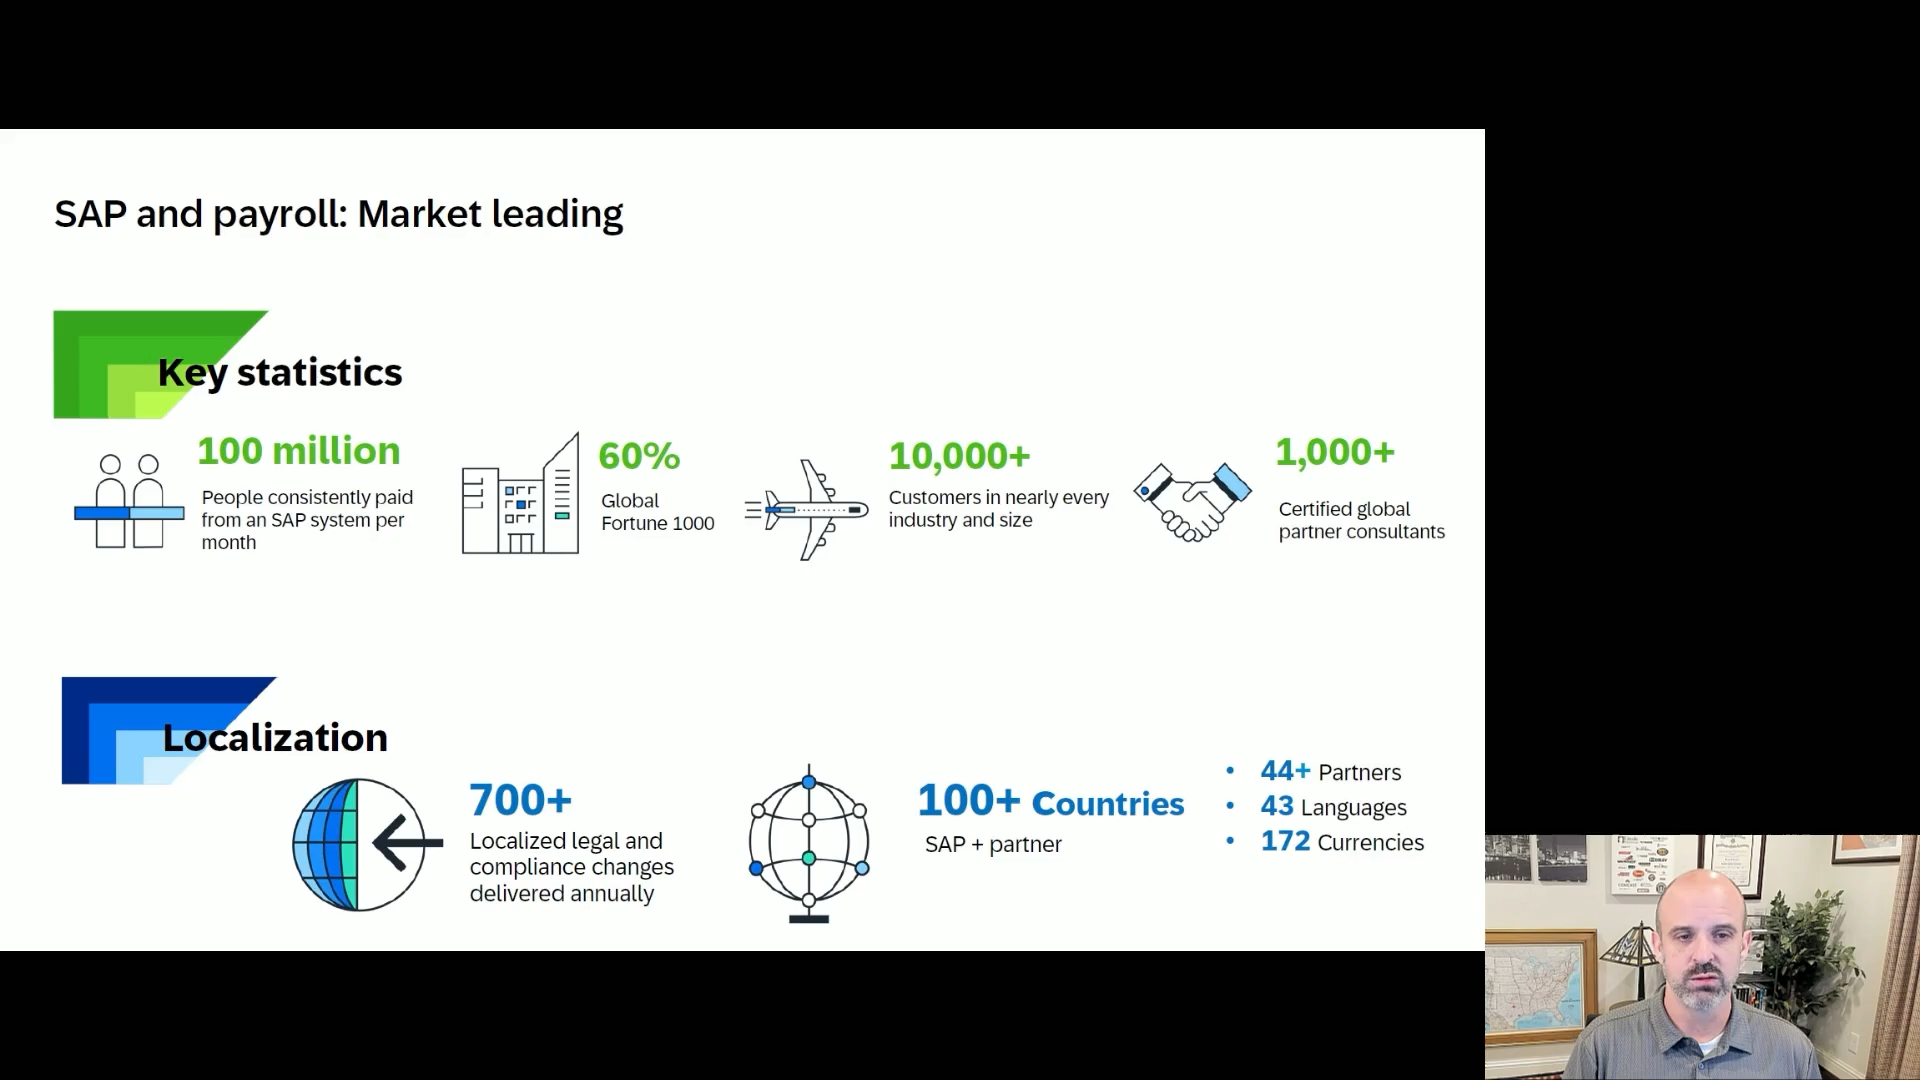 SAP and payroll: Market leading
Key statistics
100 million
People consistently paid
from an SAP system per
month
60%
Global
Fortune 1000
10,000+
Customers in nearly every
industry and size
1,000+
Certified global
partner consultants
Localization
700+
Localized legal and
compliance changes
delivered annually
100+ Countries
SAP + partner
• 44+ Partners
• 43 Languages
• 172 Currencies